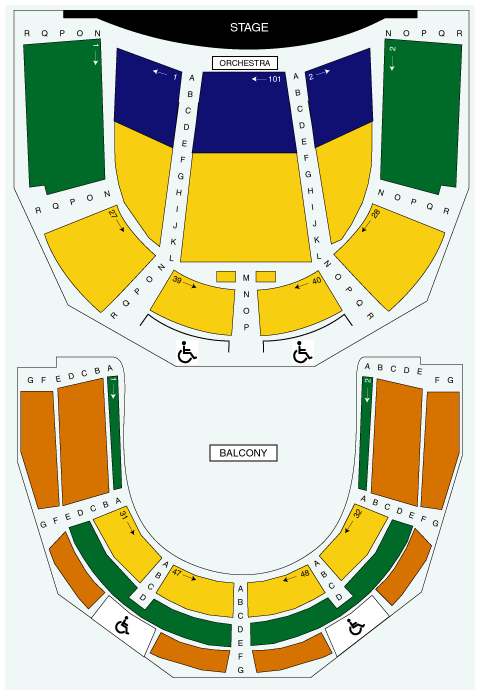 STAGE
R Q P O N
N O P Q R
1
2
ORCHESTRA
1
101
2
A
B
C
D
E
F
G
H
I
J
K
L
A
B
C
D
E
F
G
H
I
J
K
L
R Q P O N
N O P Q R
27
28
R Q P O N
N O P Q R
39
40
M
N
O
P
G F E D C B A
A B C D E F G
1
2
BALCONY
G F E D C B A
A B C D E F G
31
32
A
B
C
D
A
B
C
D
47
48
A
B
C
D
E
F
G